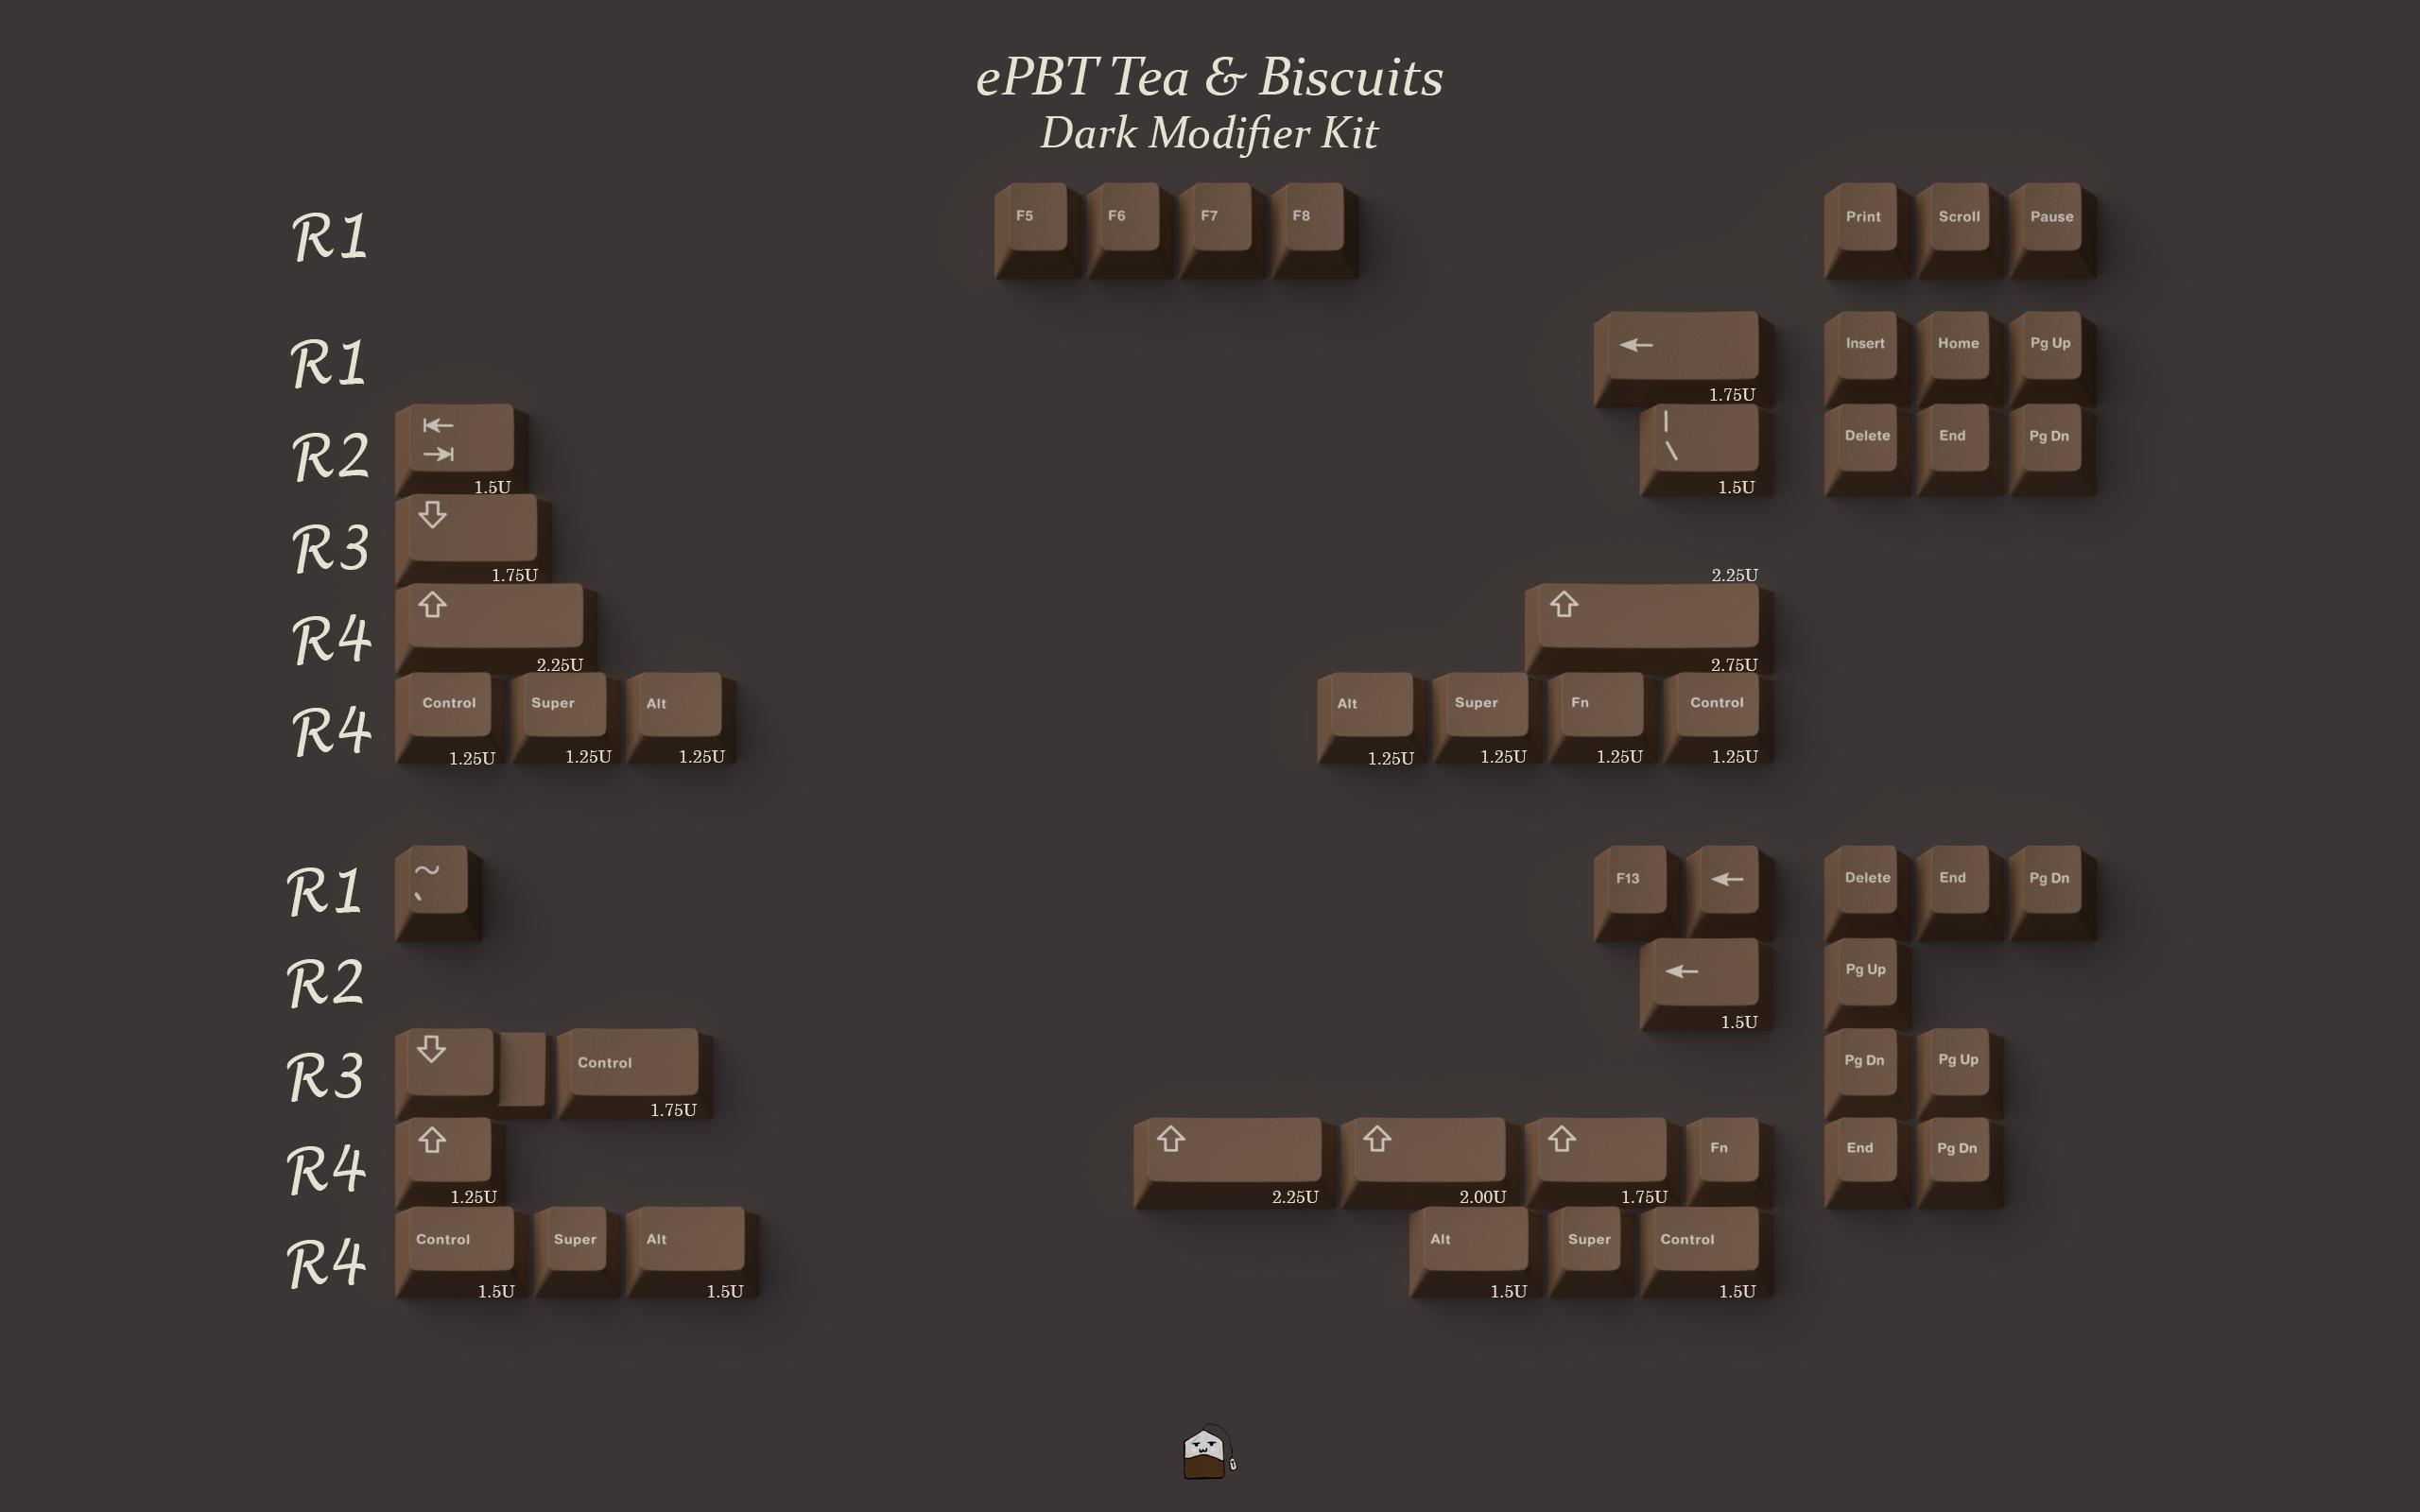 ePBT Tea & Biscuits
Dark Modifier Kit
R1 F5 F6 F7 F8 Print Scroll Pause
R1 Insert Home Pg Up
1.75U
R2 | \ Delete End Pg Dn
1.5U 1.5U
R3
1.75U 2.25U
R4
2.25U 2.75U
R4 Control Super Alt Alt Super Fn Control
1.25U 1.25U 1.25U 1.25U 1.25U 1.25U 1.25U
R1 ~ ` F13 Delete End Pg Dn
R2 Pg Up
1.5U
R3 Control Pg Dn Pg Up
1.75U
R4 Fn End Pg Dn
1.25U 2.25U 2.00U 1.75U
R4 Control Super Alt Alt Super Control
1.5U 1.5U 1.5U 1.5U